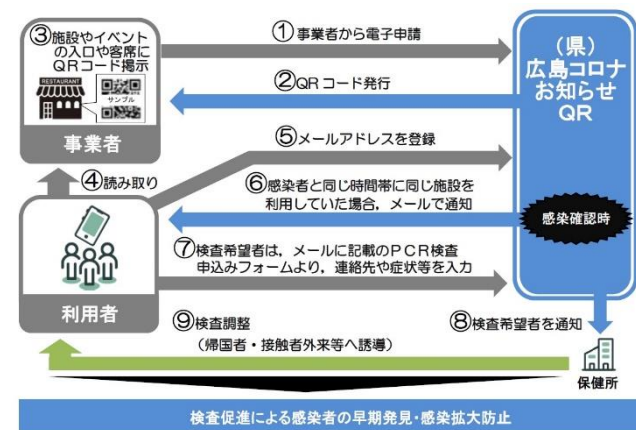 ③施設やイベント
の入口や客席に
QRコード掲示
RESTAURANT
サンプル
事業者
①事業者から電子申請
②QRコード発行
(県)
広島コロナ
お知らせ
QR
④読み取り
⑤メールアドレスを登録
⑥感染者と同じ時間帯に同じ施設を
利用していた場合,メールで通知
感染確認時
利用者
⑦検査希望者は,メールに記載のPCR検査
申込みフォームより,連絡先や症状等を入力
⑧検査希望者を通知
⑨検査調整
(帰国者・接触者外来等へ誘導)
保健所
検査促進による感染者の早期発見・感染拡大防止